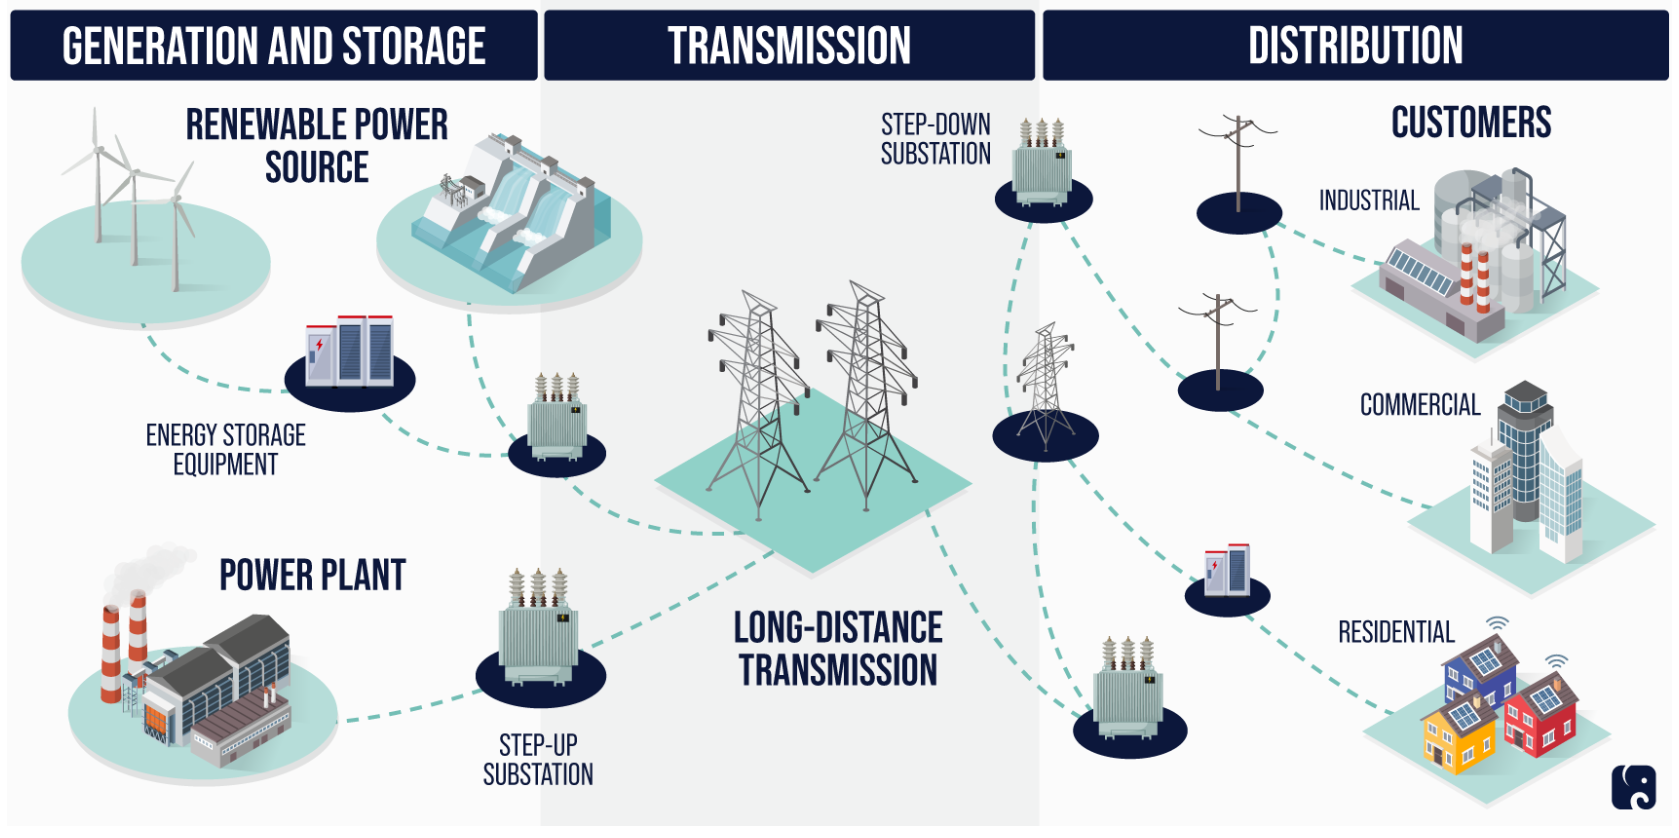 GENERATION AND STORAGE
TRANSMISSION
DISTRIBUTION
RENEWABLE POWER
SOURCE
ENERGY STORAGE
EQUIPMENT
POWER PLANT
STEP-UP
SUBSTATION
LONG-DISTANCE
TRANSMISSION
STEP-DOWN
SUBSTATION
CUSTOMERS
INDUSTRIAL
COMMERCIAL
RESIDENTIAL